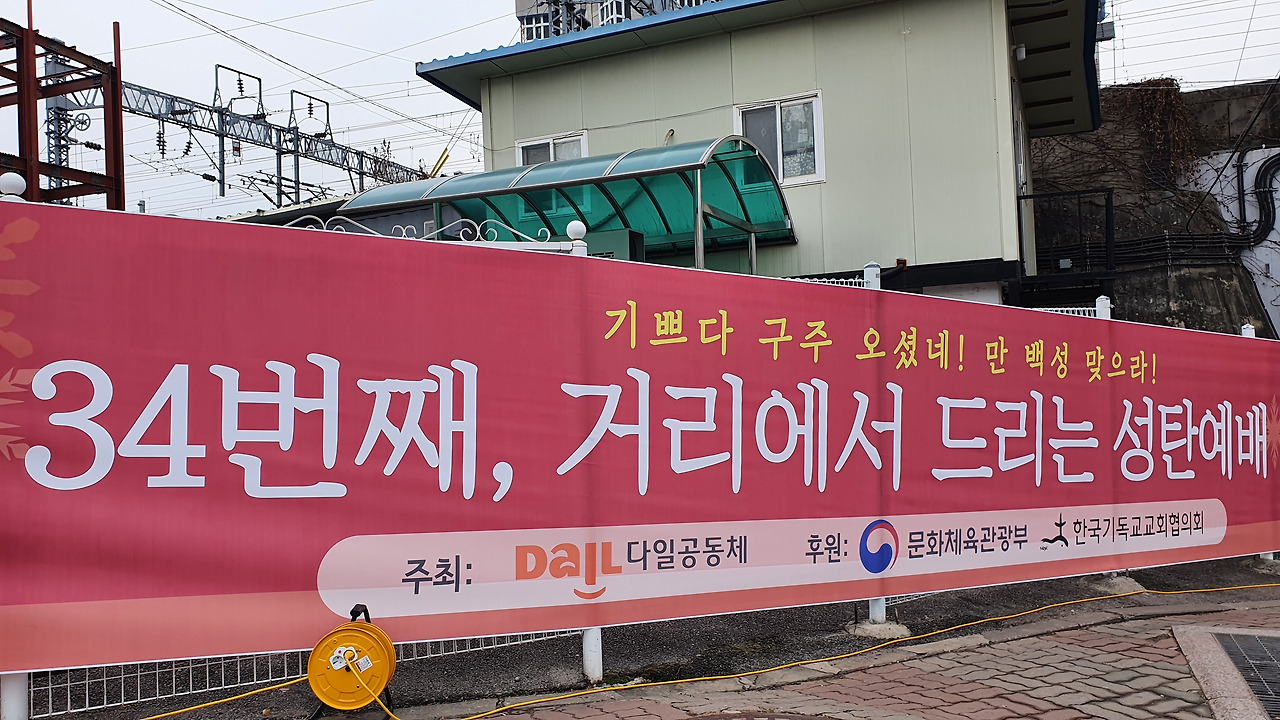 기쁘다 구주 오셨네! 만 백성 맞으라!
34번째, 거리에서 드리는 성탄예배
주최: DaIL 다일공동체 후원: 문화체육관광부 한국기독교교회협의회